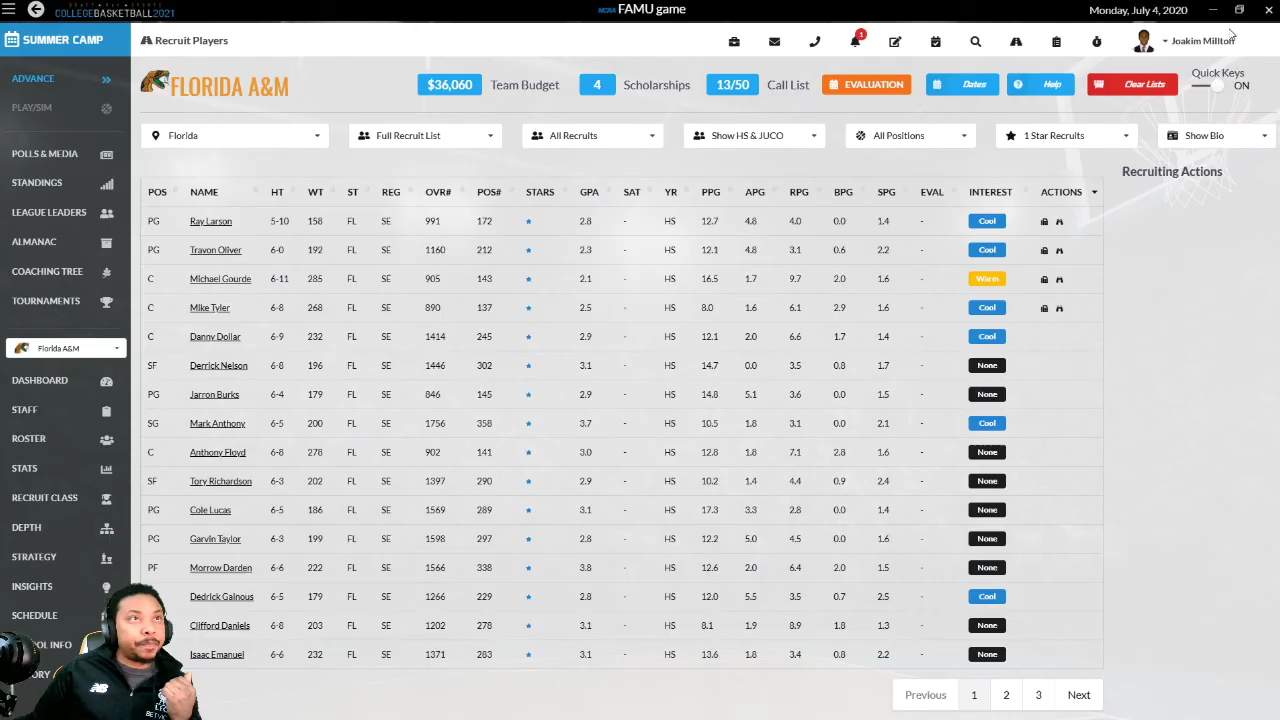 DRAFT DAY SPORTS
COLLEGEBASKETBALL2021
NCAA FAMU game
Monday, July 4, 2020
SUMMER CAMP
Recruit Players
1
Joakim Millton
ADVANCE
PLAY/SIM
FLORIDA A&M
$36,060 Team Budget
4 Scholarships
13/50 Call List
EVALUATION
Dates
Help
Clear Lists
Quick Keys
ON
Florida
Full Recruit List
All Recruits
Show HS & JUCO
All Positions
1 Star Recruits
Show Bio
POLLS & MEDIA
STANDINGS
LEAGUE LEADERS
ALMANAC
COACHING TREE
TOURNAMENTS
Florida A&M
DASHBOARD
STAFF
ROSTER
STATS
RECRUIT CLASS
DEPTH
STRATEGY
INSIGHTS
SCHEDULE
OL INFO
ORY
Recruiting Actions
POS NAME HT WT ST REG OVR# POS# STARS GPA SAT YR PPG APG RPG BPG SPG EVAL INTEREST ACTIONS
PG Ray Larson 5-10 158 FL SE 991 172 2.8 - HS 12.7 4.8 4.0 0.0 1.4 - Cool
PG Travon Oliver 6-0 192 FL SE 1160 212 2.3 - HS 12.1 4.8 3.1 0.6 2.2 - Cool
C Michael Gourde 6-11 285 FL SE 905 143 2.1 - HS 16.5 1.7 9.7 2.0 1.6 - Warm
C Mike Tyler 6-8 268 FL SE 890 137 2.5 - HS 8.0 1.6 6.1 2.9 1.6 - Cool
C Danny Dollar 6-9 232 FL SE 1414 245 2.9 - HS 12.1 2.0 6.6 1.7 1.4 - Cool
SF Derrick Nelson 6-8 196 FL SE 1446 302 3.1 - HS 14.7 0.0 3.5 0.8 1.7 - None
PG Jarron Burks 6-4 179 FL SE 846 145 2.9 - HS 14.8 5.1 3.6 0.0 1.5 - None
SG Mark Anthony 6-5 200 FL SE 1756 358 3.7 - HS 10.5 1.8 3.1 0.0 2.1 - Cool
C Anthony Floyd 6-8 278 FL SE 902 141 3.0 - HS 12.8 1.8 7.1 2.8 1.6 - None
SF Tory Richardson 6-3 202 FL SE 1397 290 2.9 - HS 10.2 1.4 4.4 0.9 2.4 - None
PG Cole Lucas 6-5 186 FL SE 1569 289 3.1 - HS 17.3 3.3 2.8 0.0 1.4 - None
PG Garvin Taylor 6-3 199 FL SE 1598 297 2.8 - HS 12.2 5.0 4.5 0.0 1.6 - None
PF Morrow Darden 6-6 222 FL SE 1566 338 3.8 - HS 12.6 2.0 6.4 2.0 1.5 - None
PG Dedrick Gainous 6-5 179 FL SE 1266 229 2.8 - HS 12.0 5.5 3.5 0.7 2.5 - Cool
SF Clifford Daniels 6-8 203 FL SE 1202 278 3.1 - HS 8.1 1.9 8.9 1.8 1.3 - None
SF Isaac Emanuel 6-6 232 FL SE 1371 283 3.1 - HS 13.6 1.8 3.4 0.8 2.2 - None
Previous 1 2 3 Next